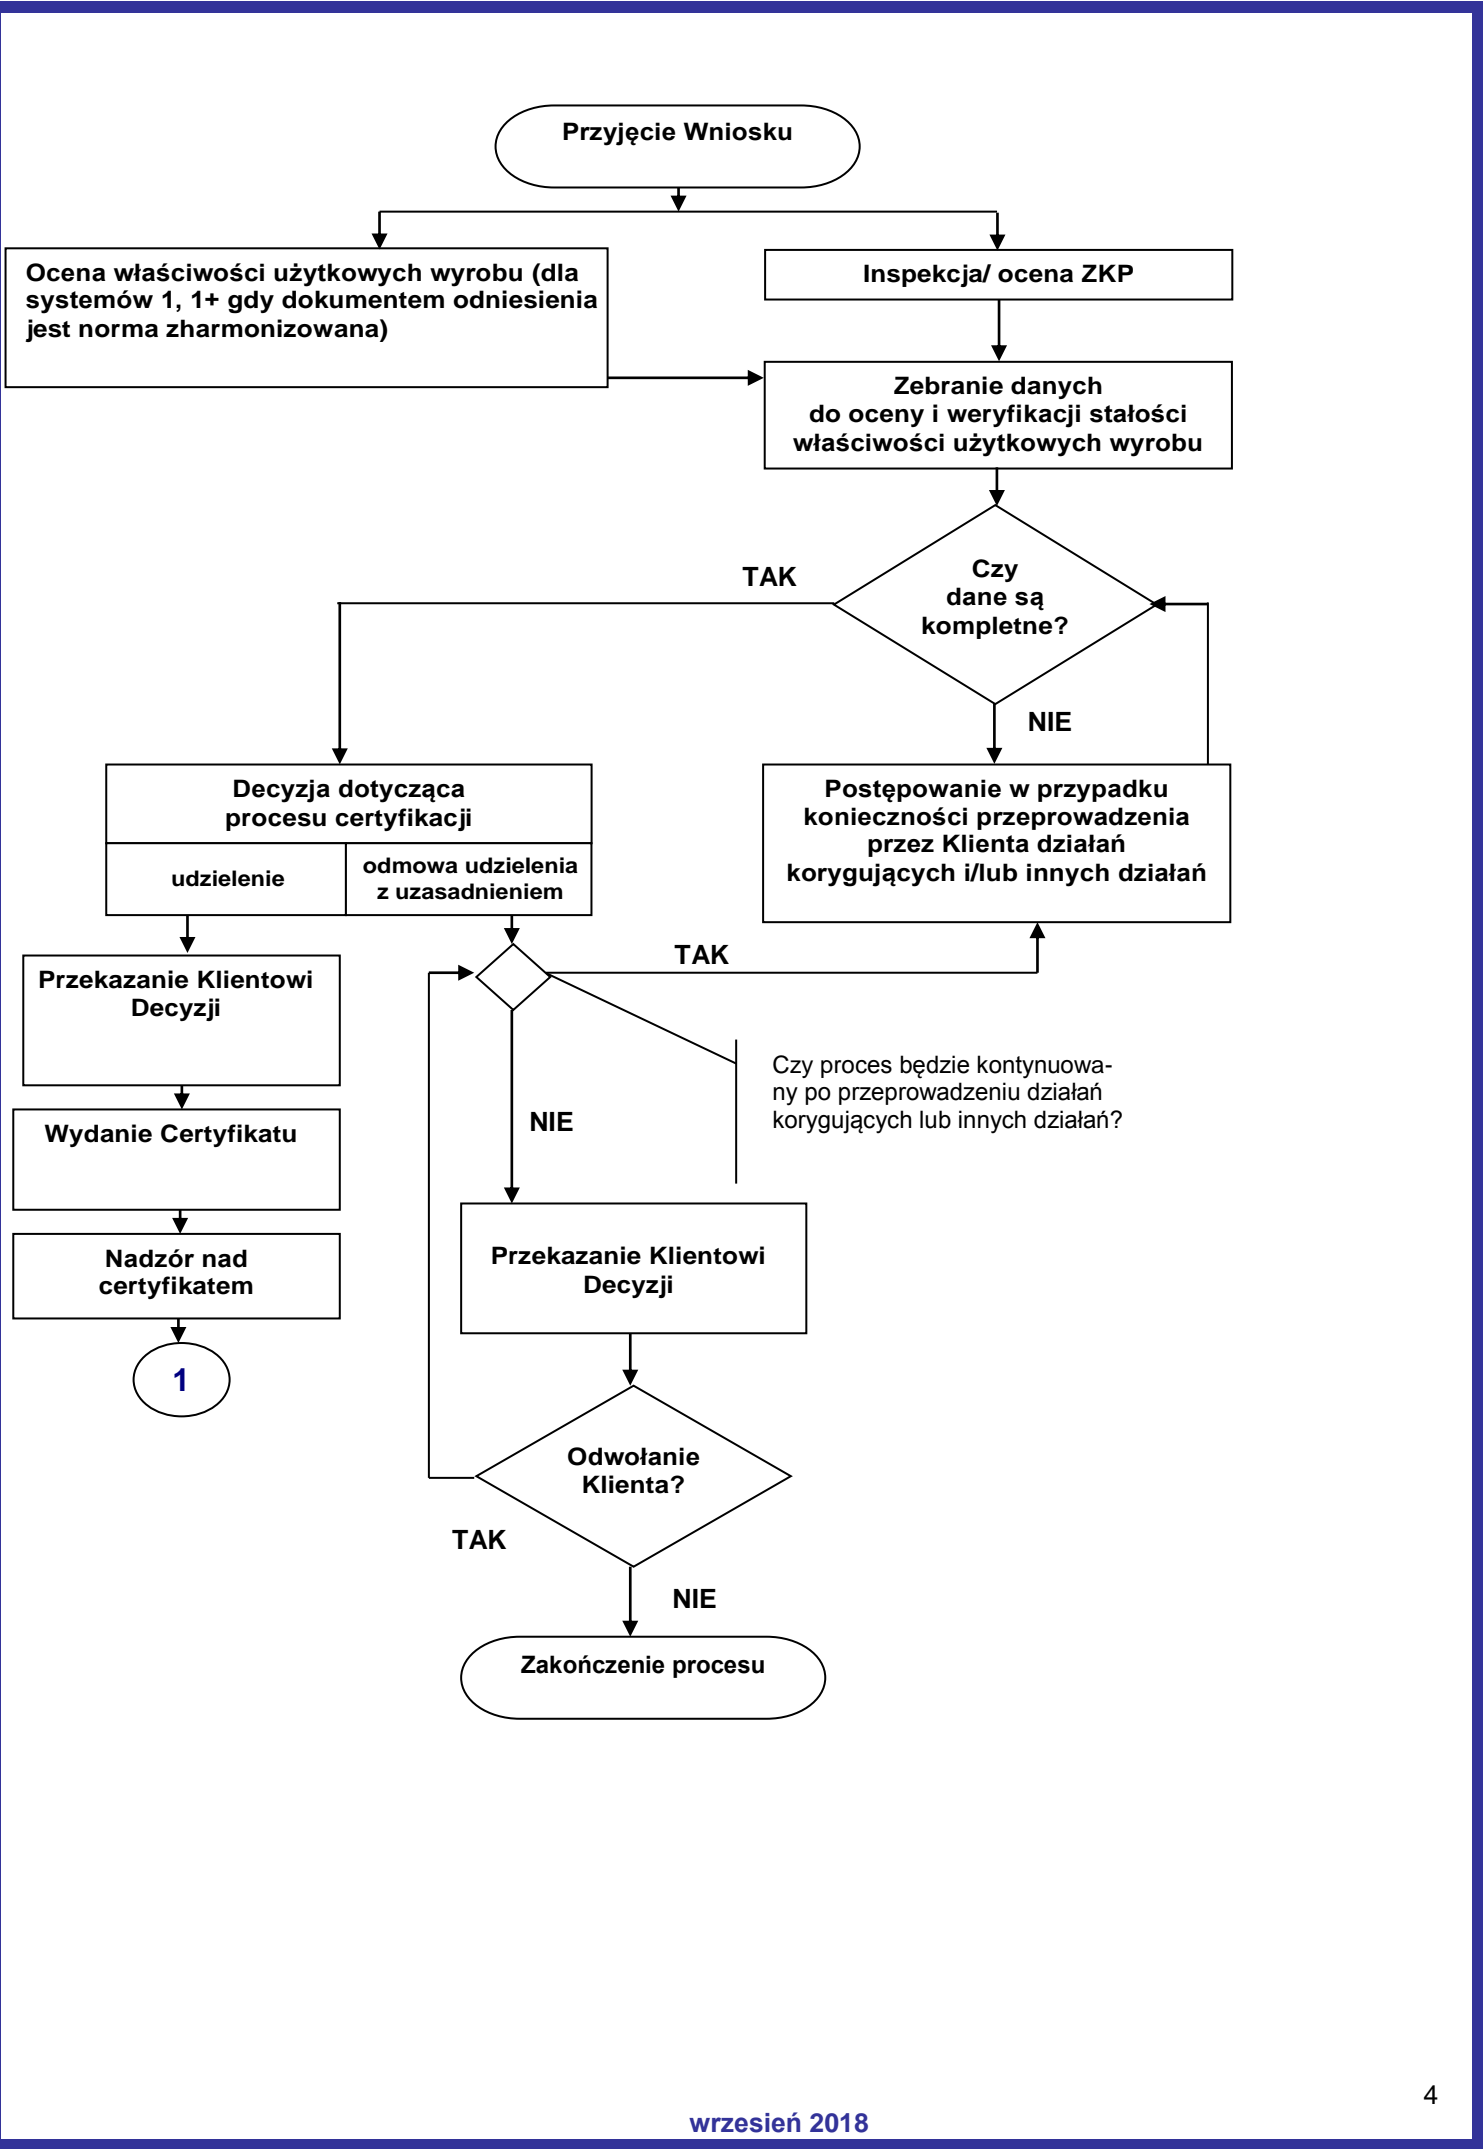 Przyjęcie Wniosku
Ocena właściwości użytkowych wyrobu (dla
systemów 1, 1+ gdy dokumentem odniesienia
jest norma zharmonizowana)
Inspekcja/ ocena ZKP
Zebranie danych
do oceny i weryfikacji stałości
właściwości użytkowych wyrobu
TAK
Czy
dane są
kompletne?
NIE
Decyzja dotycząca
procesu certyfikacji
udzielenie
odmowa udzielenia
z uzasadnieniem
Postępowanie w przypadku
konieczności przeprowadzenia
przez Klienta działań
korygujących i/lub innych działań
TAK
Przekazanie Klientowi
Decyzji
Czy proces będzie kontynuowa-
ny po przeprowadzeniu działań
korygujących lub innych działań?
NIE
Wydanie Certyfikatu
Nadzór nad
certyfikatem
1
Przekazanie Klientowi
Decyzji
Odwołanie
Klienta?
TAK
NIE
Zakończenie procesu
4
wrzesień 2018